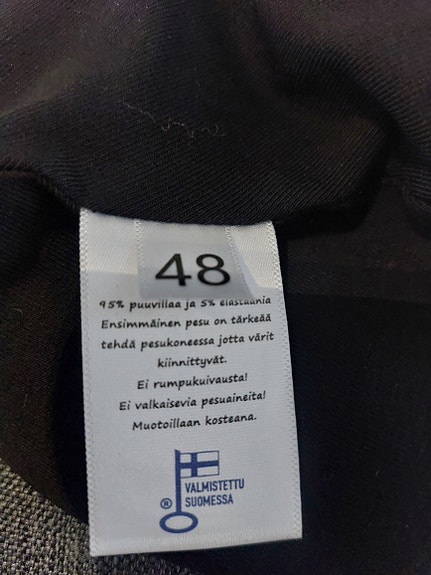 48
95% puuvillaa ja 5% elastaania
Ensimmäinen pesu on tärkeää
tehdä pesukoneessa jotta värit
kiinnittyvät.
Ei rumpukuivausta!
Ei valkaisevia pesuaineita!
Muotoillaan kosteana.
VALMISTETTU
® SUOMESSA